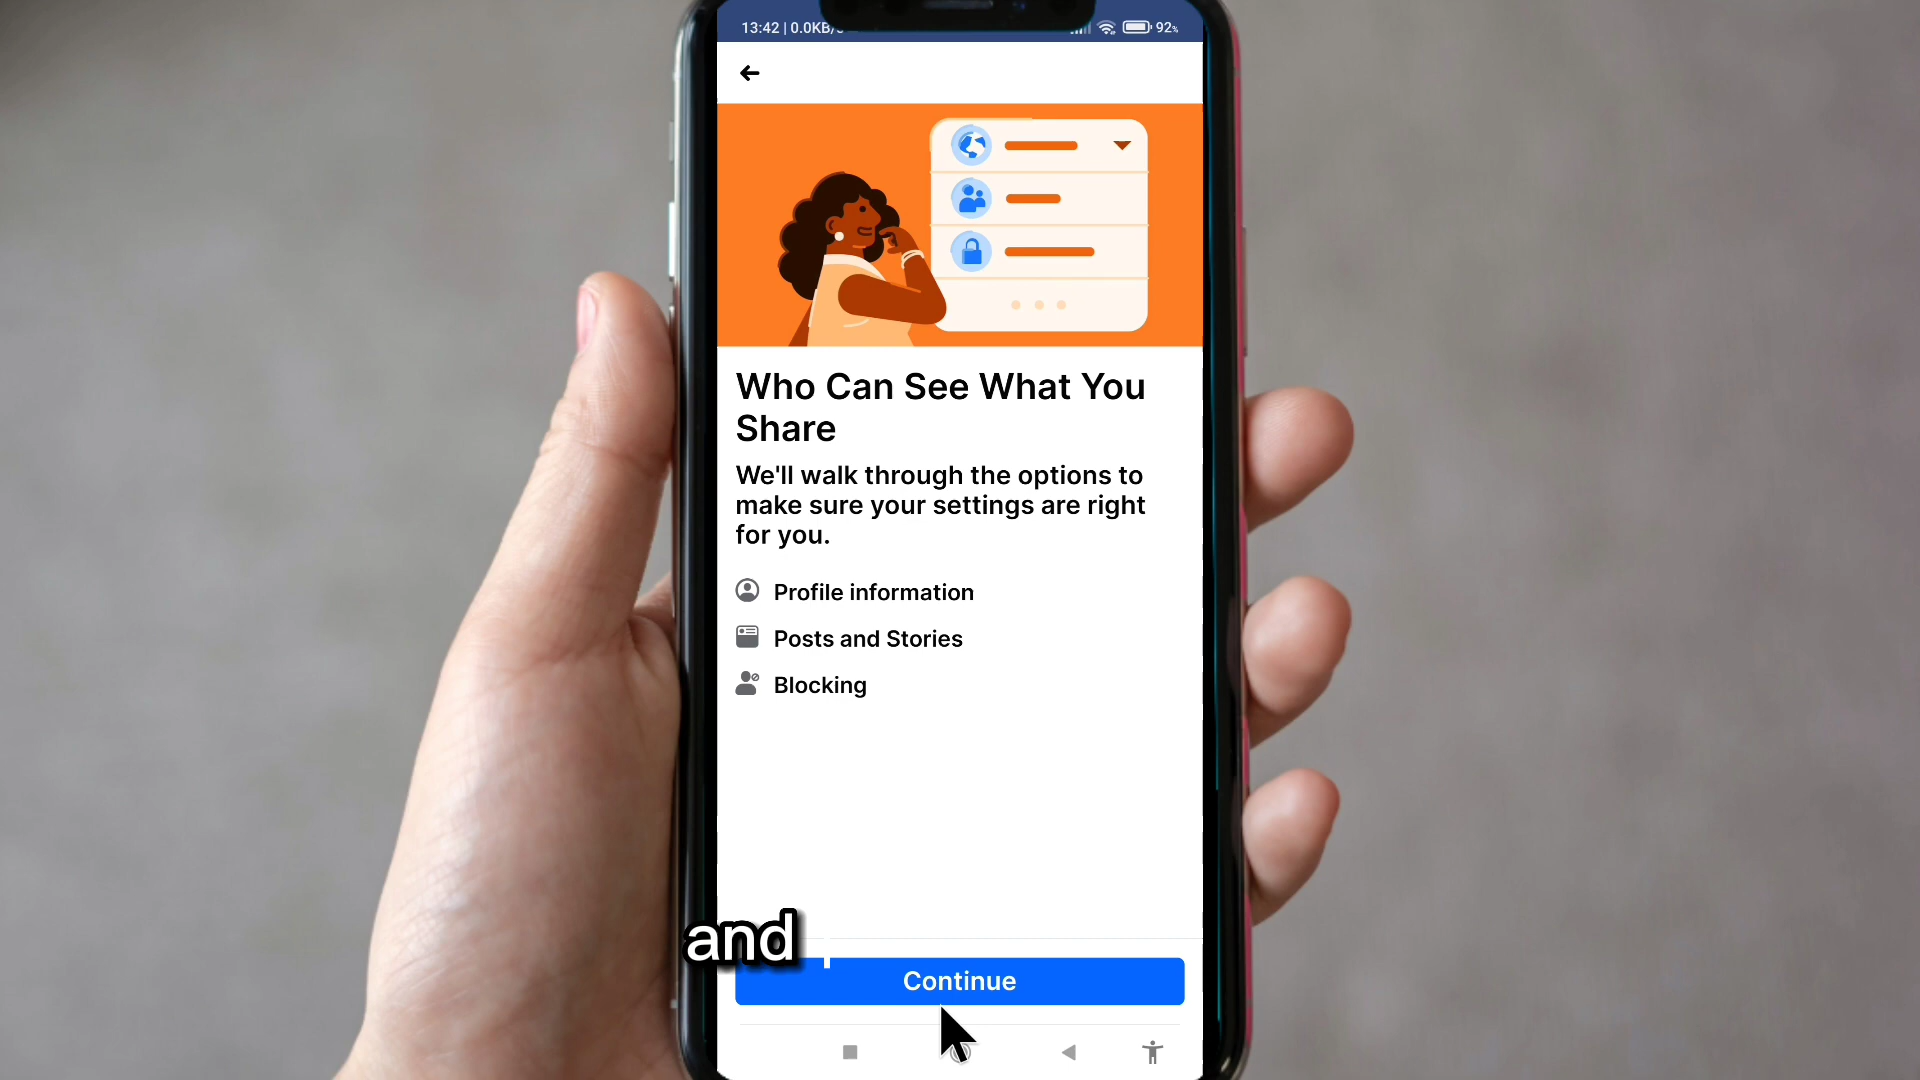 13:42 | 0.0KB/
92%
Who Can See What You
Share
We'll walk through the options to
make sure your settings are right
for you.
Profile information
Posts and Stories
Blocking
and
Continue